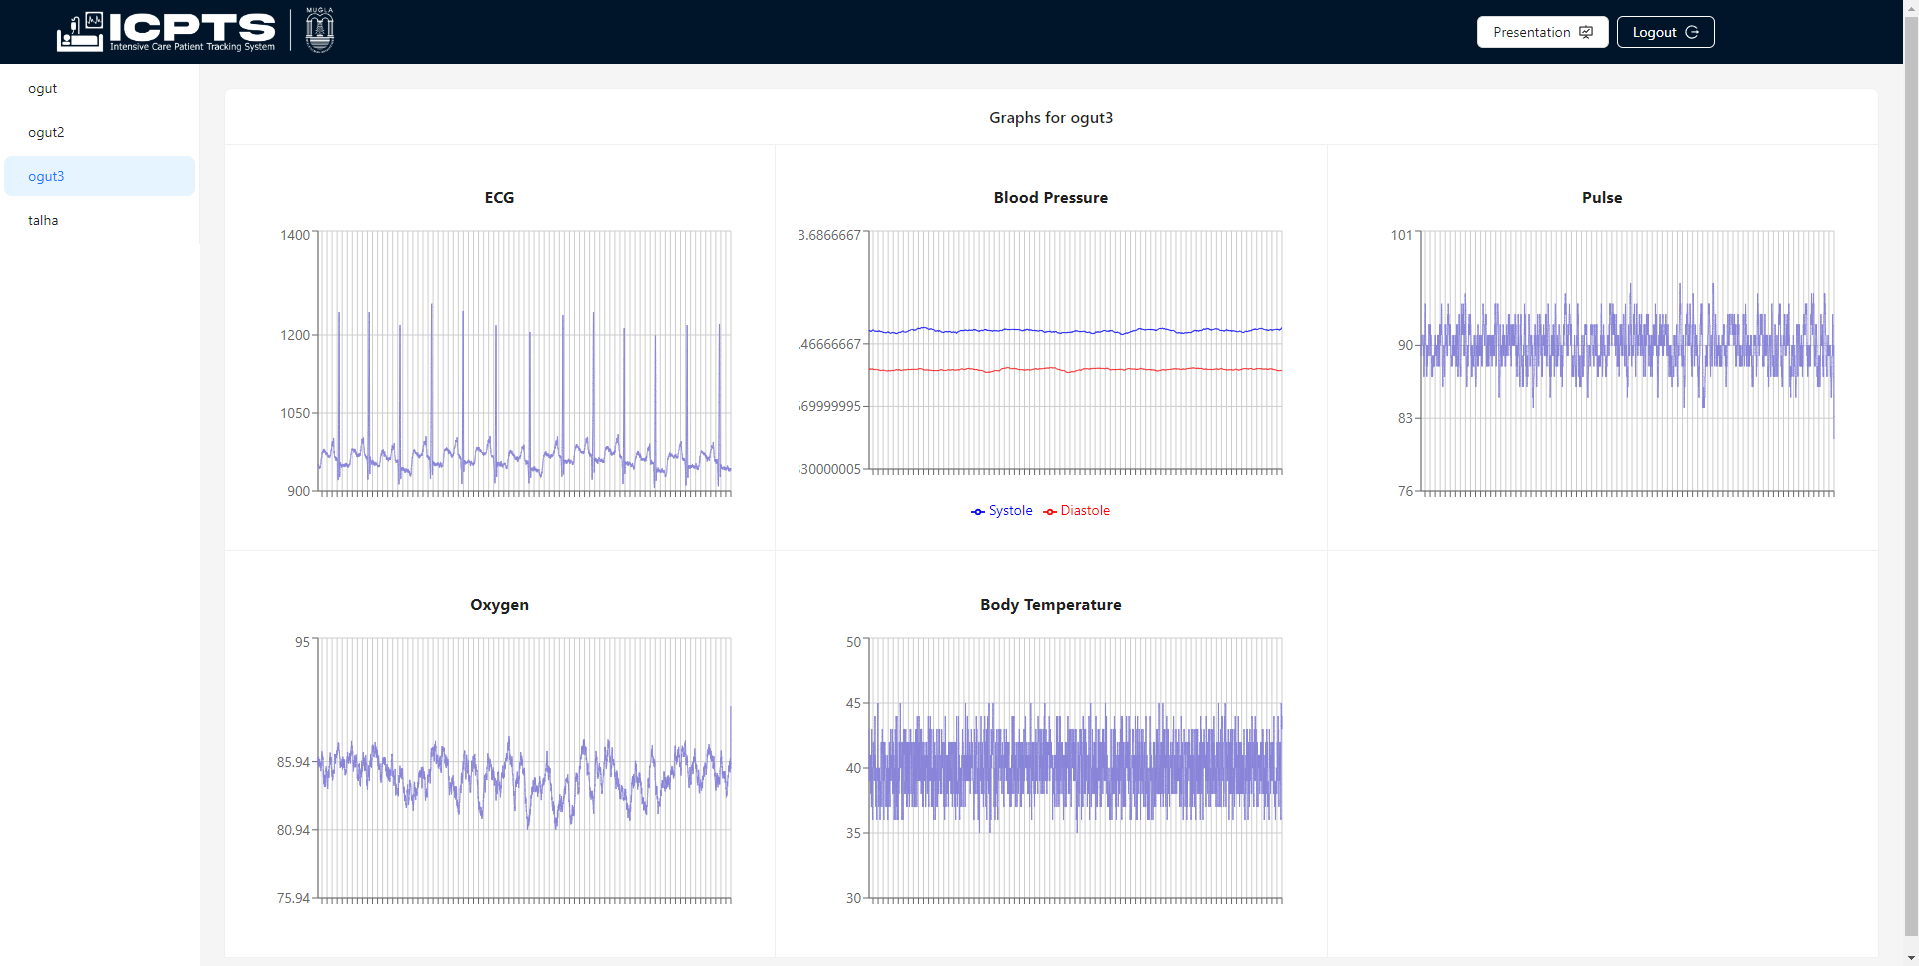 ICPTS
Intensive Care Patient Tracking System
MUGLA
Presentation
Logout
ogut
ogut2
ogut3
talha
Graphs for ogut3
ECG
1400
1200
1050
900
Blood Pressure
3.6866667
.46666667
69999995
30000005
Systole
Diastole
Pulse
101
90
83
76
Oxygen
95
85.94
80.94
75.94
Body Temperature
50
45
40
35
30